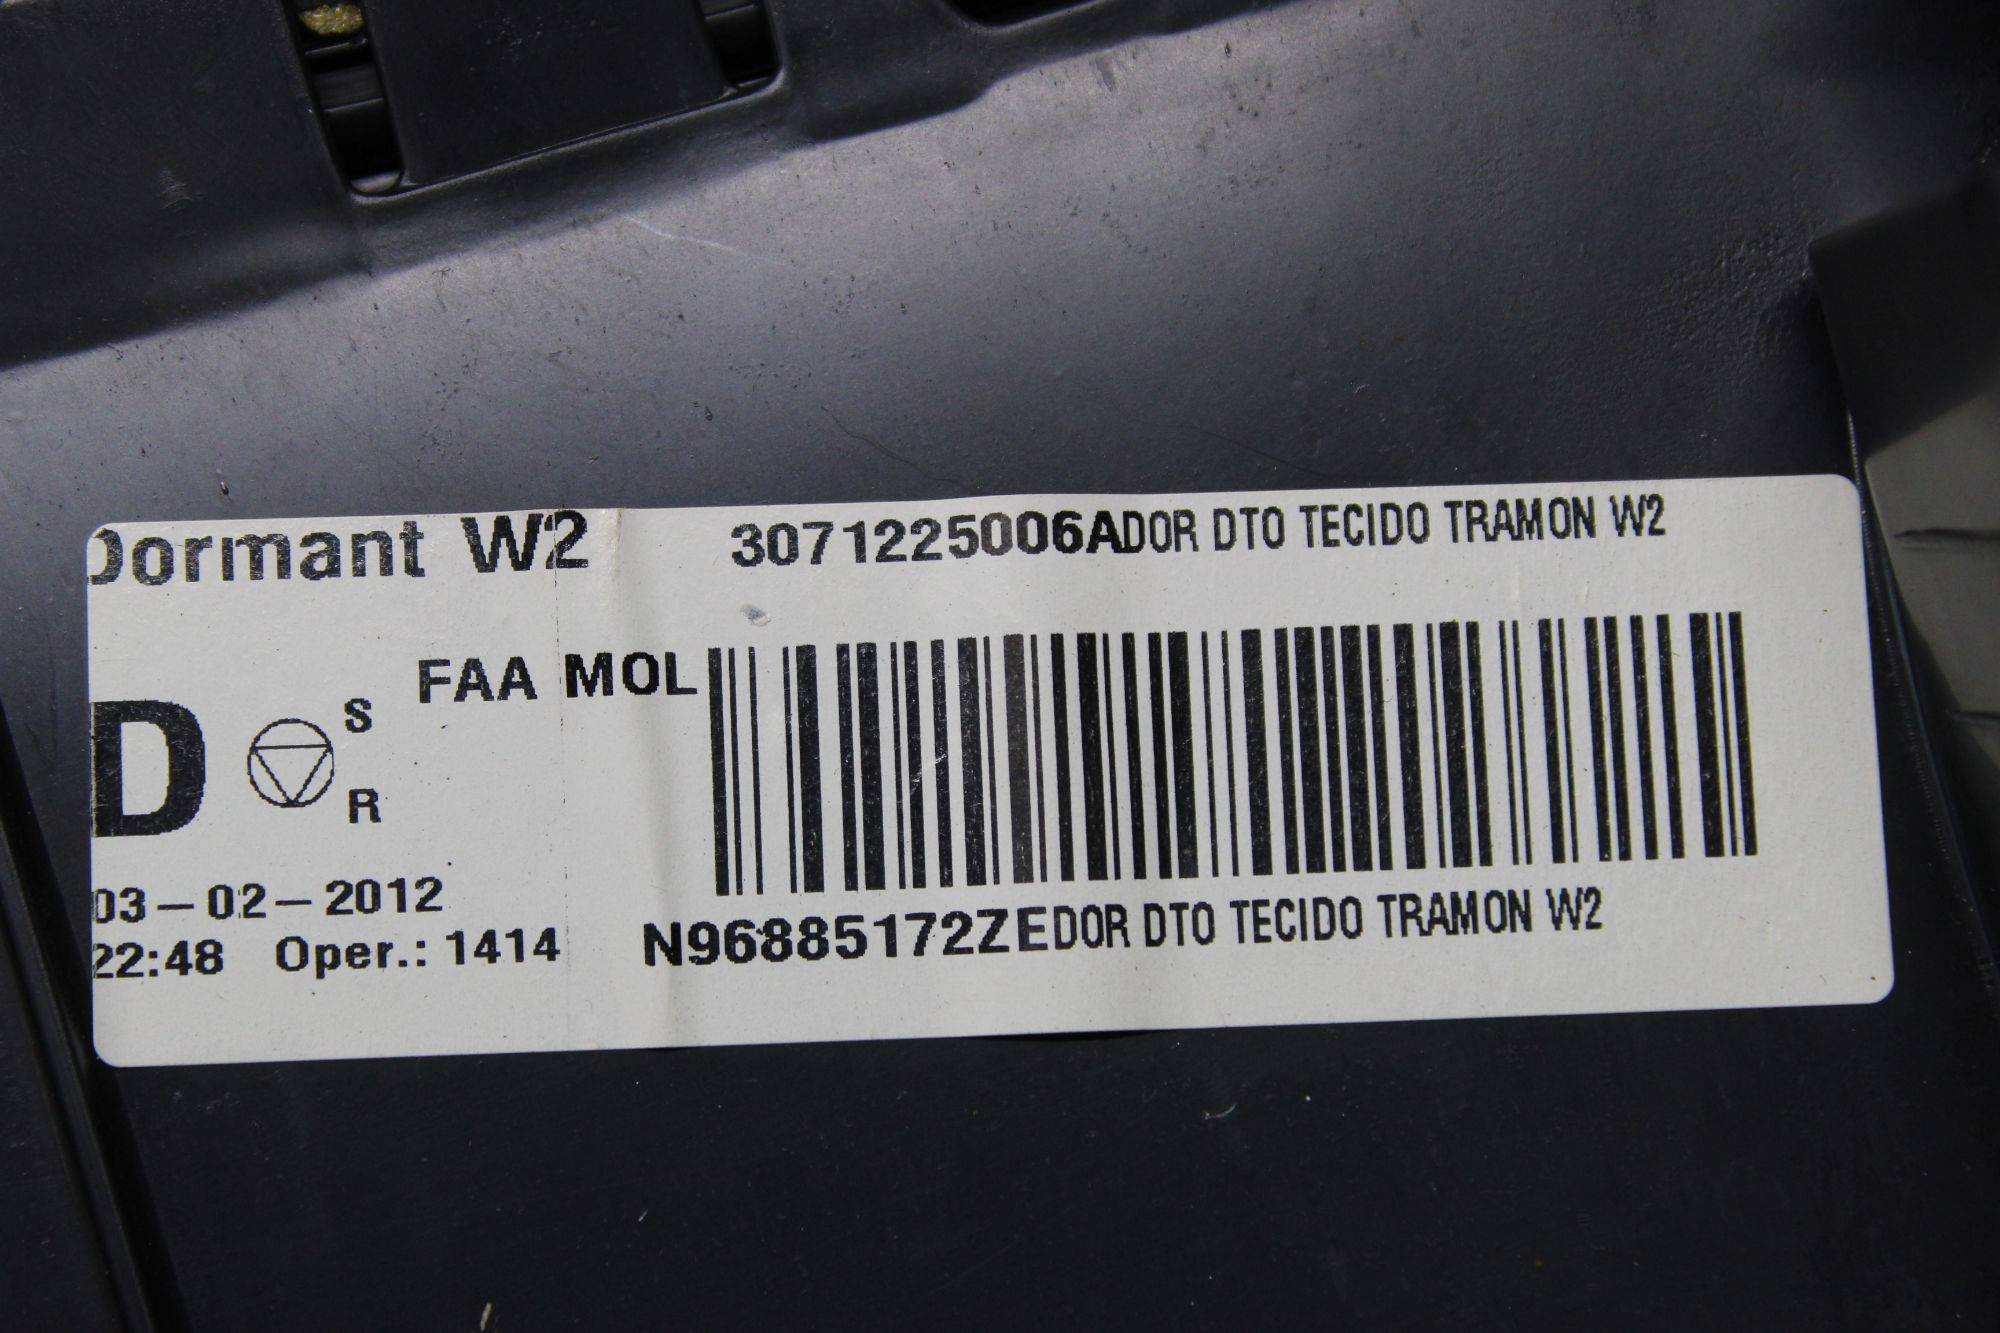 Dormant W2 3071225006ADOR DTO TECIDO TRAMON W2
FAA MOL
D S
R
03-02-2012
22:48 Oper.: 1414
N96885172ZEDOR DTO TECIDO TRAMON W2